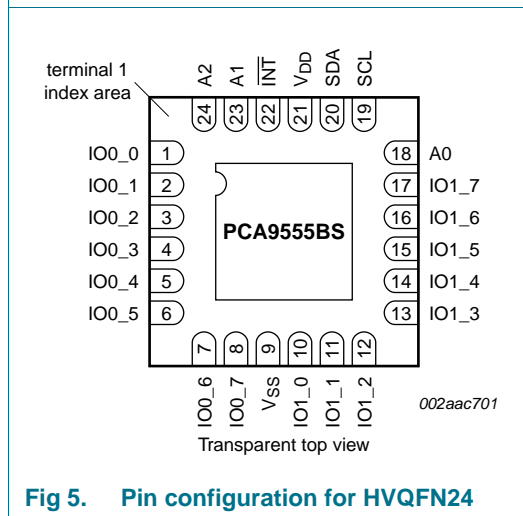 terminal 1
index area
A2 A1 INT VDD SDA SCL
24 23 22 21 20 19
IO0_0 1 18 A0
IO0_1 2 17 IO1_7
IO0_2 3 16 IO1_6
IO0_3 4 15 IO1_5
IO0_4 5 14 IO1_4
IO0_5 6 13 IO1_3
PCA9555BS
7 8 9 10 11 12
IO0_6 IO0_7 VSS IO1_0 IO1_1 IO1_2
002aac701
Transparent top view
Fig 5. Pin configuration for HVQFN24